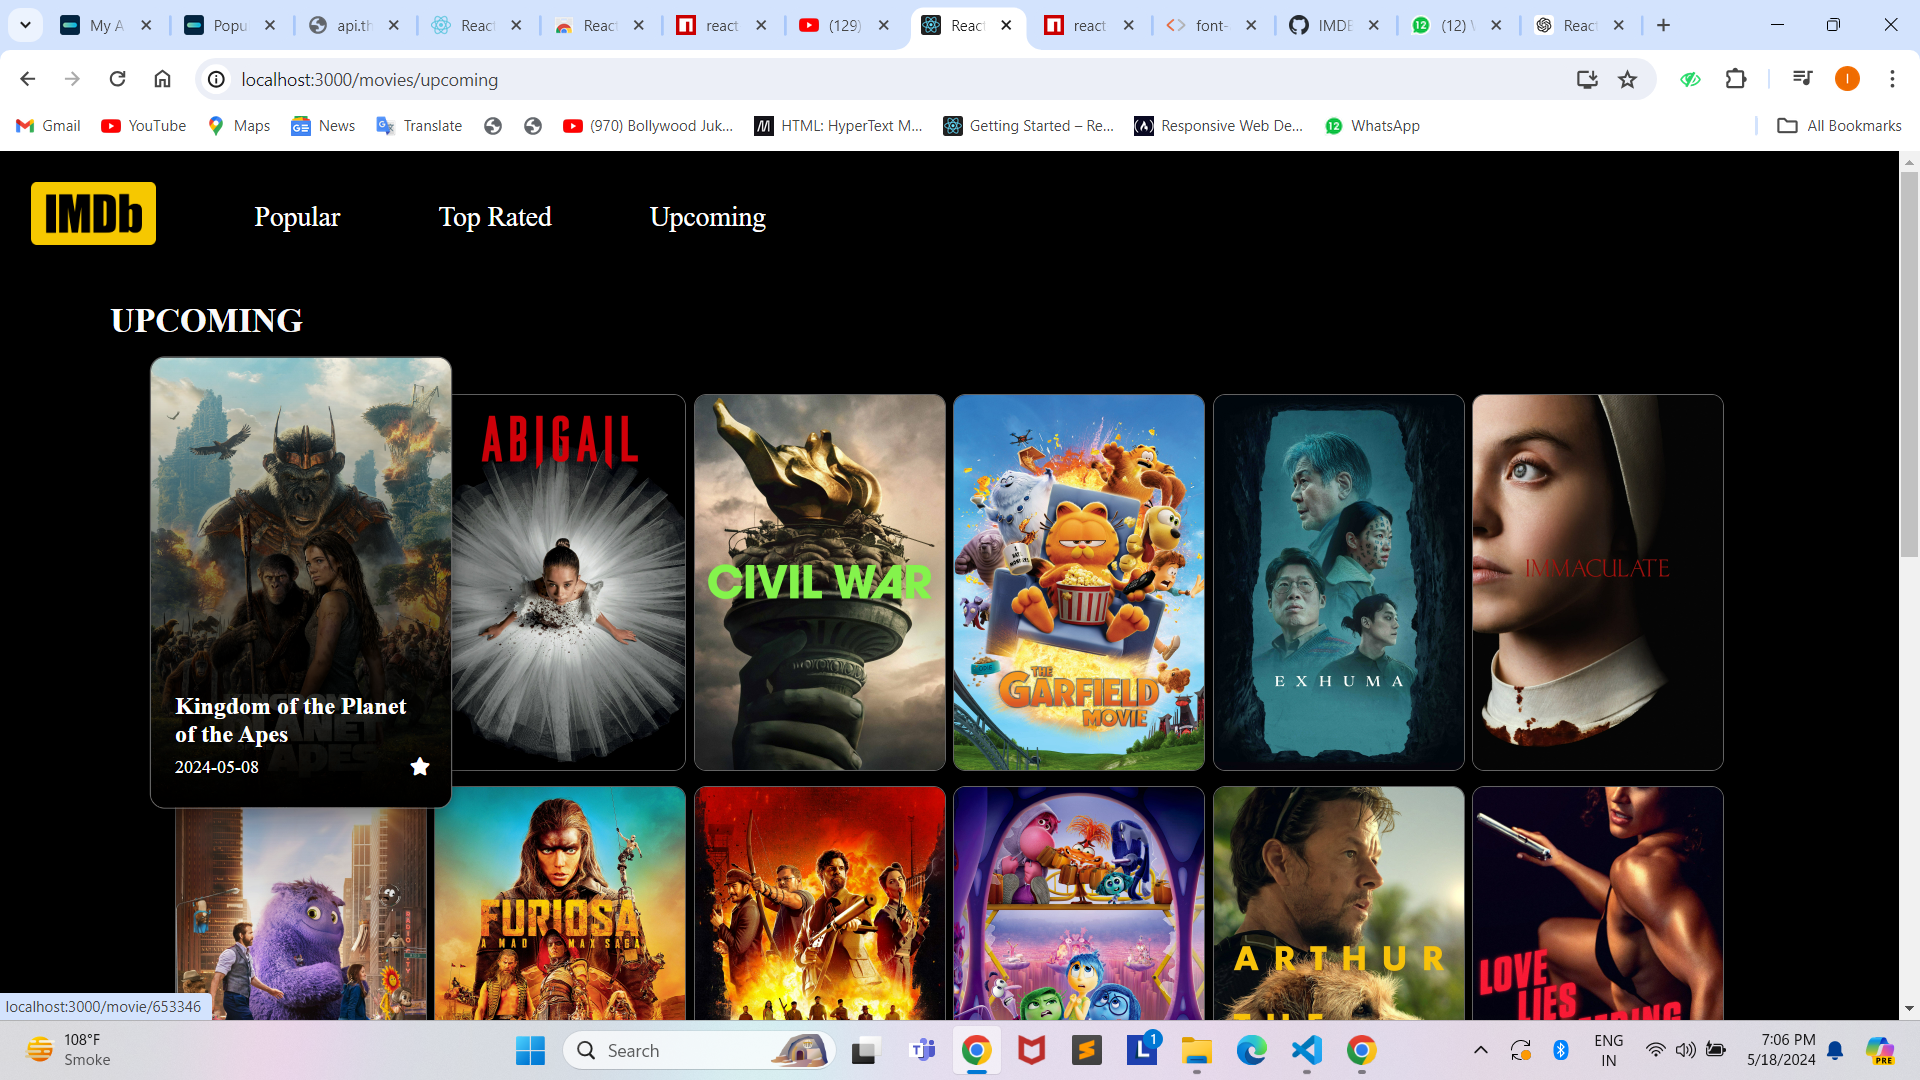 My A
Popu
api.th
React
React
react
(129)
React
react
font-
IMDB
(12) W
React
localhost:3000/movies/upcoming
Gmail
YouTube
Maps
News
Translate
(970) Bollywood Juk...
HTML: HyperText M...
Getting Started – Re...
Responsive Web De...
WhatsApp
All Bookmarks
IMDb
Popular
Top Rated
Upcoming
UPCOMING
Kingdom of the Planet
of the Apes
2024-05-08
ABIGAIL
CIVIL WAR
THE
GARFIELD
MOVIE
EXHUMA
IMMACULATE
FURIOSA
A MAD MAX SAGA
ARTHUR
THE
LOVE
LIES
localhost:3000/movie/653346
108°F
Smoke
Search
1
PRE
ENG
IN
7:06 PM
5/18/2024